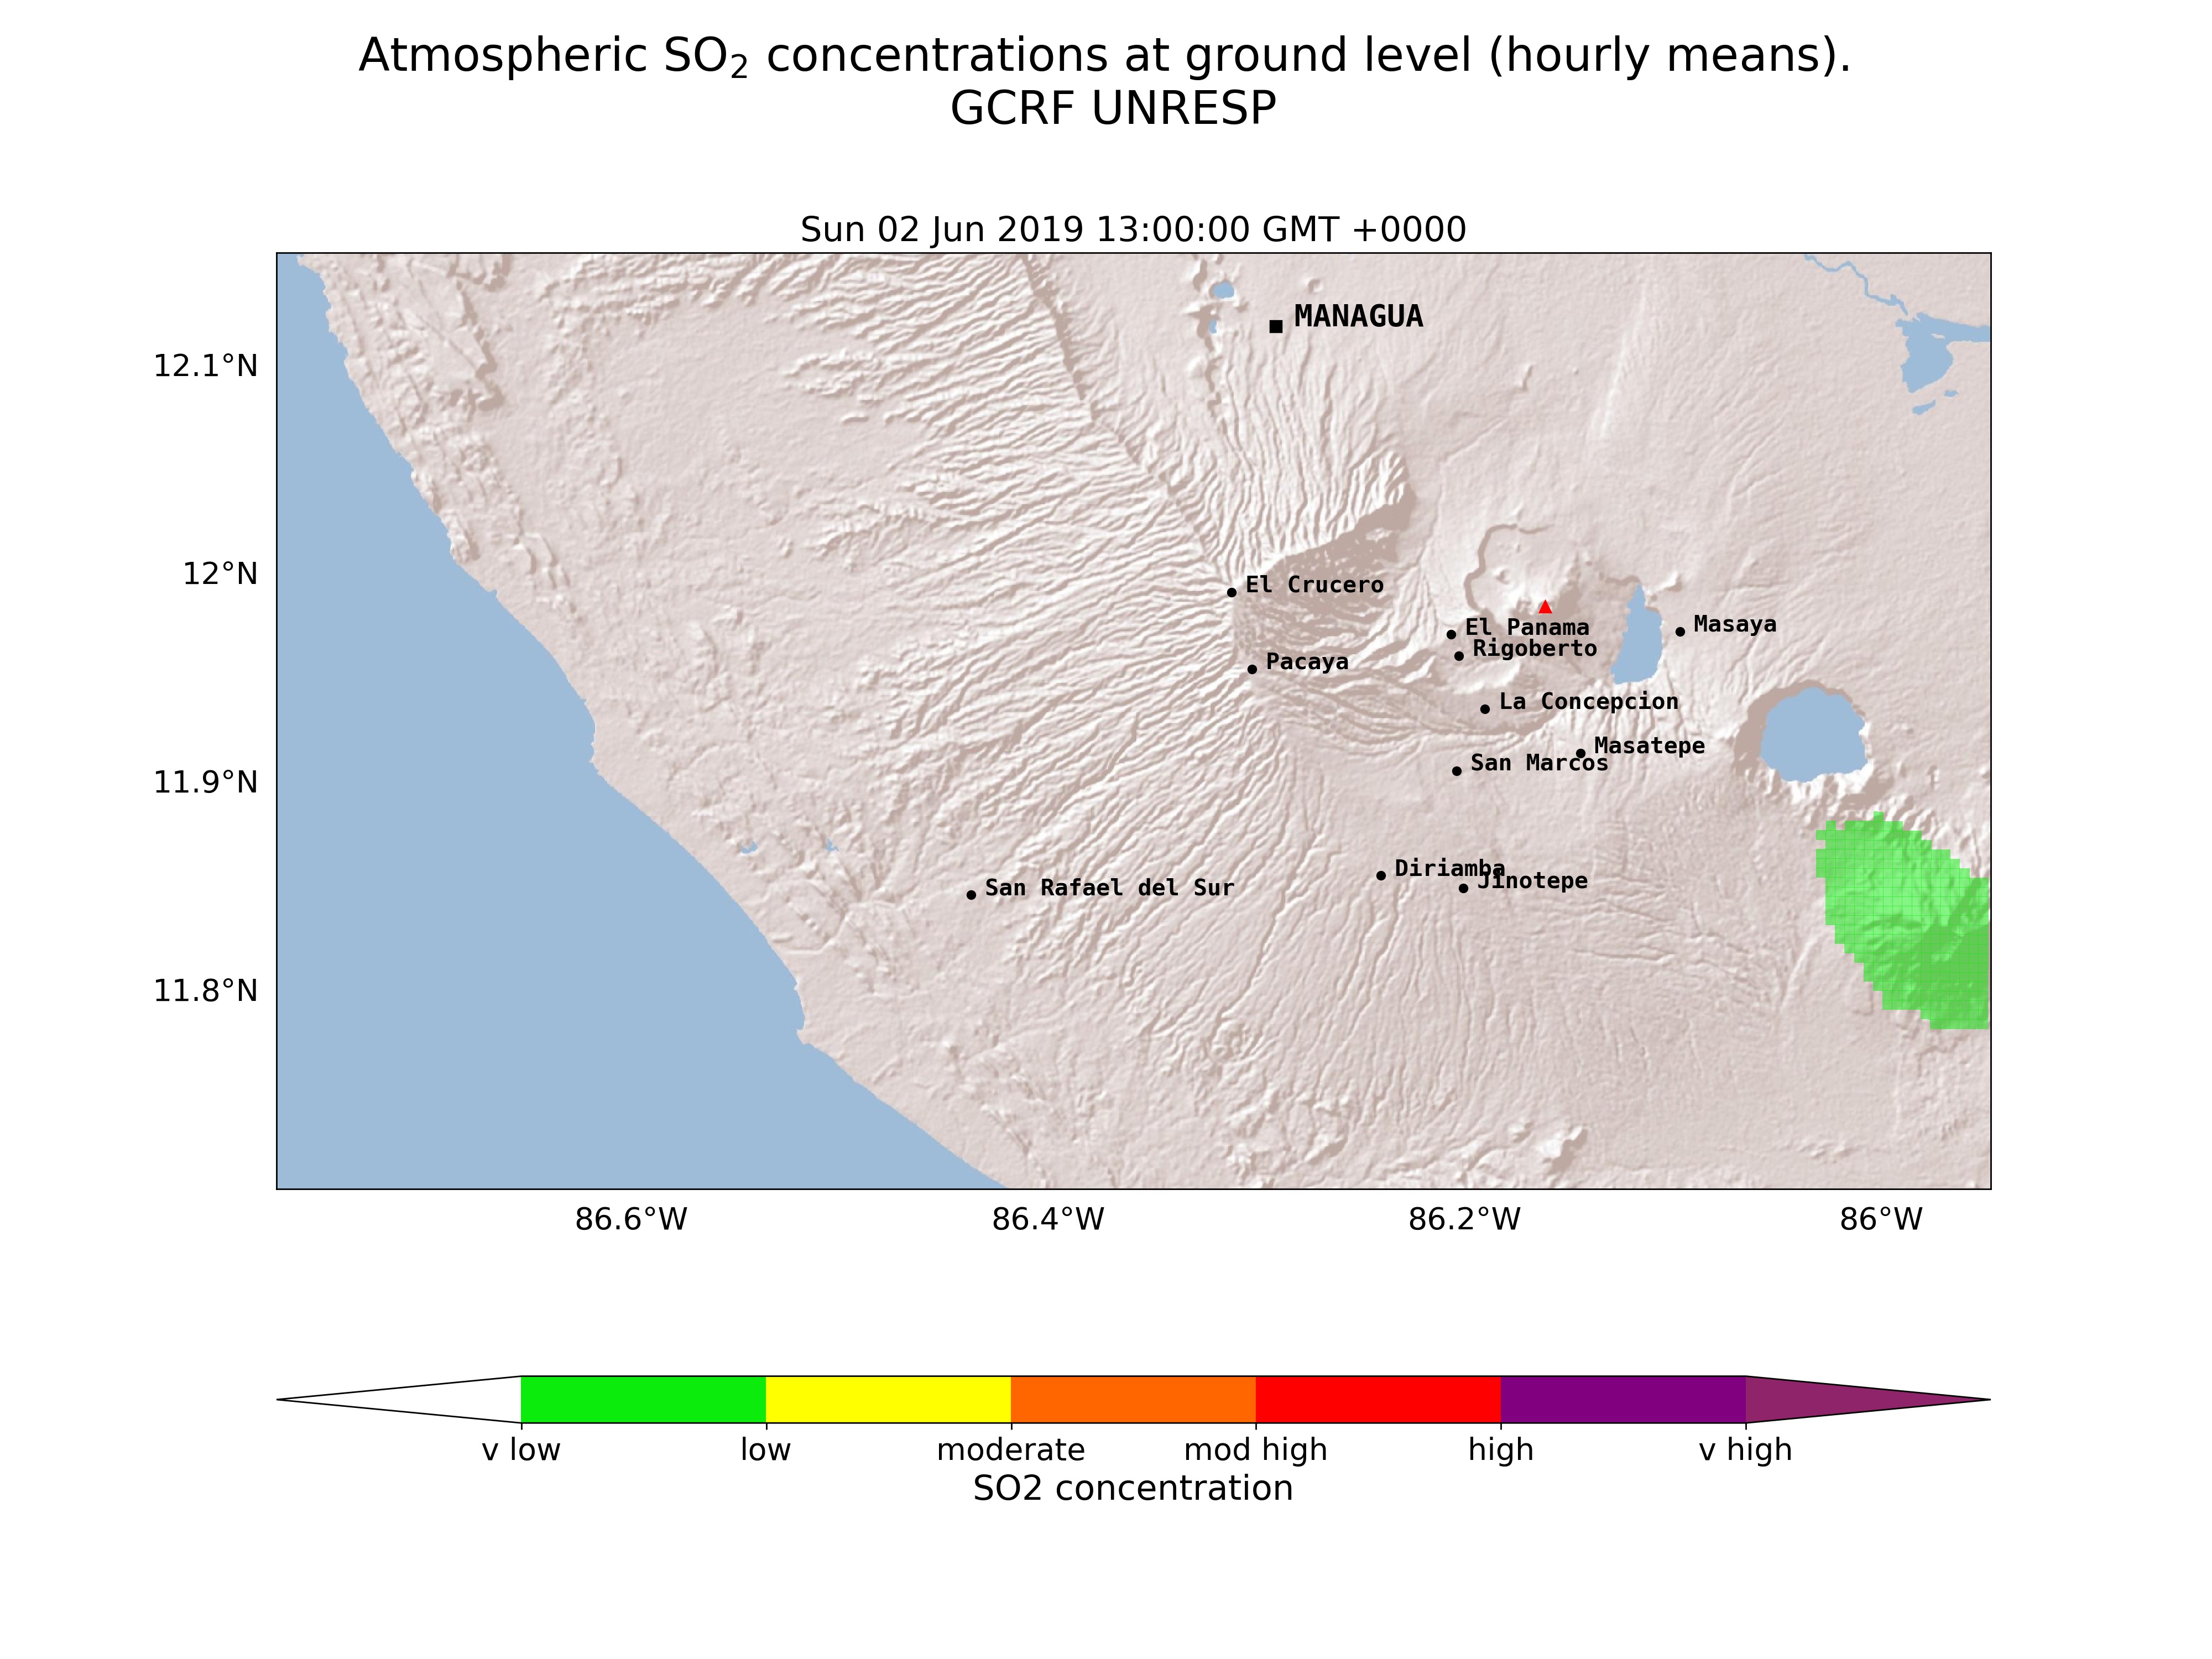 Atmospheric SO₂ concentrations at ground level (hourly means).
GCRF UNRESP
Sun 02 Jun 2019 13:00:00 GMT +0000
12.1°N
12°N
11.9°N
11.8°N
MANAGUA
El Crucero
El Panama
Masaya
Rigoberto
Pacaya
La Concepcion
Masatepe
San Marcos
Diriamba
Jinotepe
San Rafael del Sur
86.6°W 86.4°W 86.2°W 86°W
v low low moderate mod high high v high
SO2 concentration